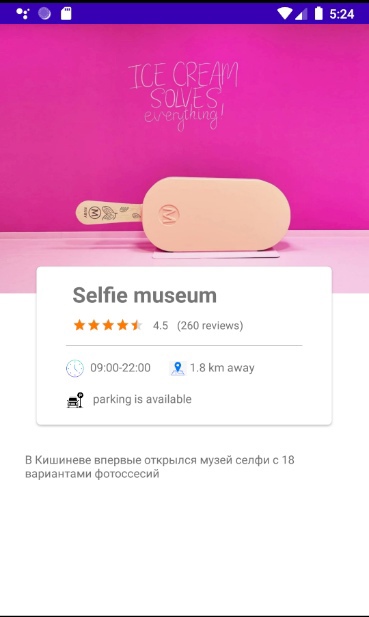 5:24
ICE CREAM
SOLVES
everything!
M
M
Selfie museum
4.5 (260 reviews)
09:00-22:00 1.8 km away
parking is available
В Кишиневе впервые открылся музей селфи с 18
вариантами фотоссесий